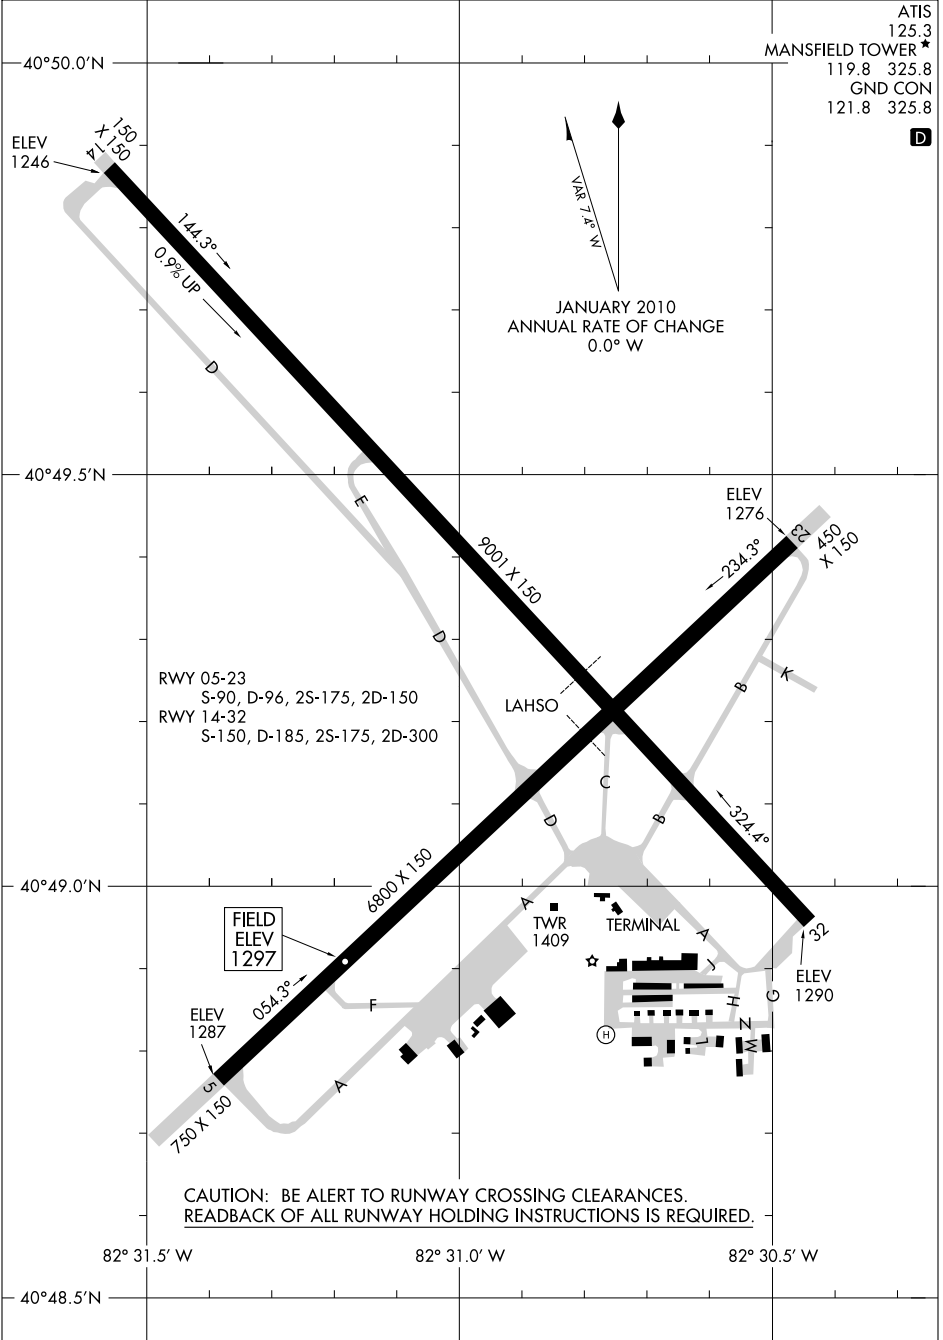 ATIS
125.3
MANSFIELD TOWER ★
119.8 325.8
GND CON
121.8 325.8
D
40°50.0'N
150
X 150
14
ELEV
1246
144.3°
0.9% UP
VAR 7.4° W
JANUARY 2010
ANNUAL RATE OF CHANGE
0.0° W
D
40°49.5'N
E
ELEV
1276
23
450
X 150
9001 X 150
234.3°
D
RWY 05-23
S-90, D-96, 2S-175, 2D-150
RWY 14-32
S-150, D-185, 2S-175, 2D-300
LAHSO
K
B
C
D
B
324.4°
40°49.0'N
6800 X 150
A
TWR
1409
TERMINAL
A
32
FIELD
ELEV
1297
054.3°
F
J
H
G
ELEV
1290
ELEV
1287
H
L
M
N
5
750 X 150
A
CAUTION: BE ALERT TO RUNWAY CROSSING CLEARANCES.
READBACK OF ALL RUNWAY HOLDING INSTRUCTIONS IS REQUIRED.
82° 31.5' W
82° 31.0' W
82° 30.5' W
40°48.5'N